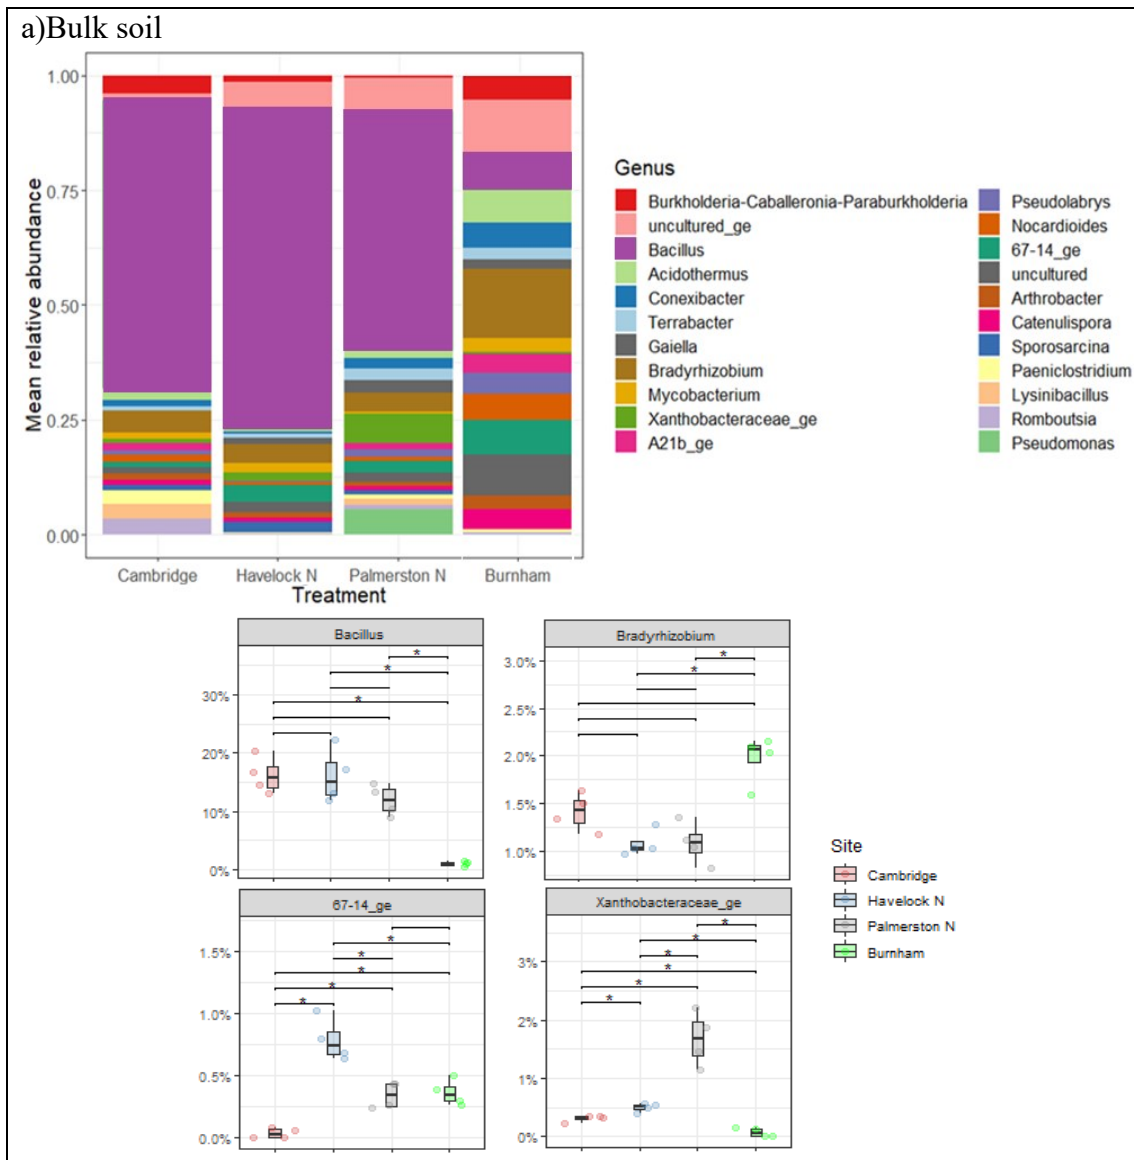 a)Bulk soil
1.00
0.75
0.50
0.25
0.00
Mean relative abundance
Cambridge Havelock N Palmerston N Burnham
Treatment
Genus
Burkholderia-Caballeronia-Paraburkholderia
uncultured_ge
Bacillus
Acidothermus
Conexibacter
Terrabacter
Gaiella
Bradyrhizobium
Mycobacterium
Xanthobacteraceae_ge
A21b_ge
Pseudolabrys
Nocardioides
67-14_ge
uncultured
Arthrobacter
Catenulispora
Sporosarcina
Paeniclostridium
Lysinibacillus
Romboutsia
Pseudomonas
Bacillus
30%
20%
10%
0%
*
*
*
Bradyrhizobium
3.0%
2.5%
2.0%
1.5%
1.0%
*
*
67-14_ge
1.5%
1.0%
0.5%
0.0%
*
*
*
*
*
Xanthobacteraceae_ge
3%
2%
1%
0%
*
*
*
*
*
*
Site
Cambridge
Havelock N
Palmerston N
Burnham